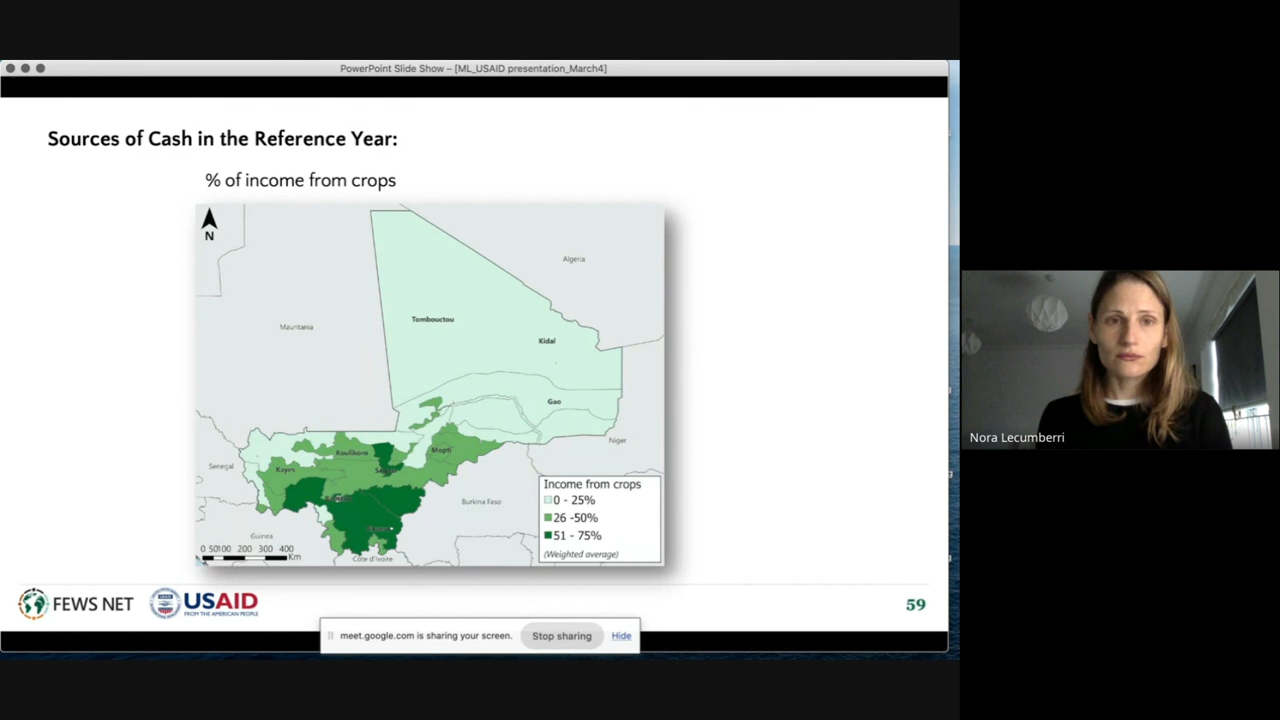 PowerPoint Slide Show – [ML_USAID presentation_March4]
Sources of Cash in the Reference Year:
% of income from crops
N
Algeria
Mauritania
Tombouctou
Kidal
Gao
Niger
Koulikoro
Mopti
Senegal
Kayes
Burkina Faso
Guinea
Côte d'Ivoire
0 50100 200 300 400
Km
Income from crops
0 - 25%
26 -50%
51 - 75%
(Weighted average)
FEWS NET
USAID
FROM THE AMERICAN PEOPLE
59
meet.google.com is sharing your screen.
Stop sharing
Hide
Nora Lecumberri